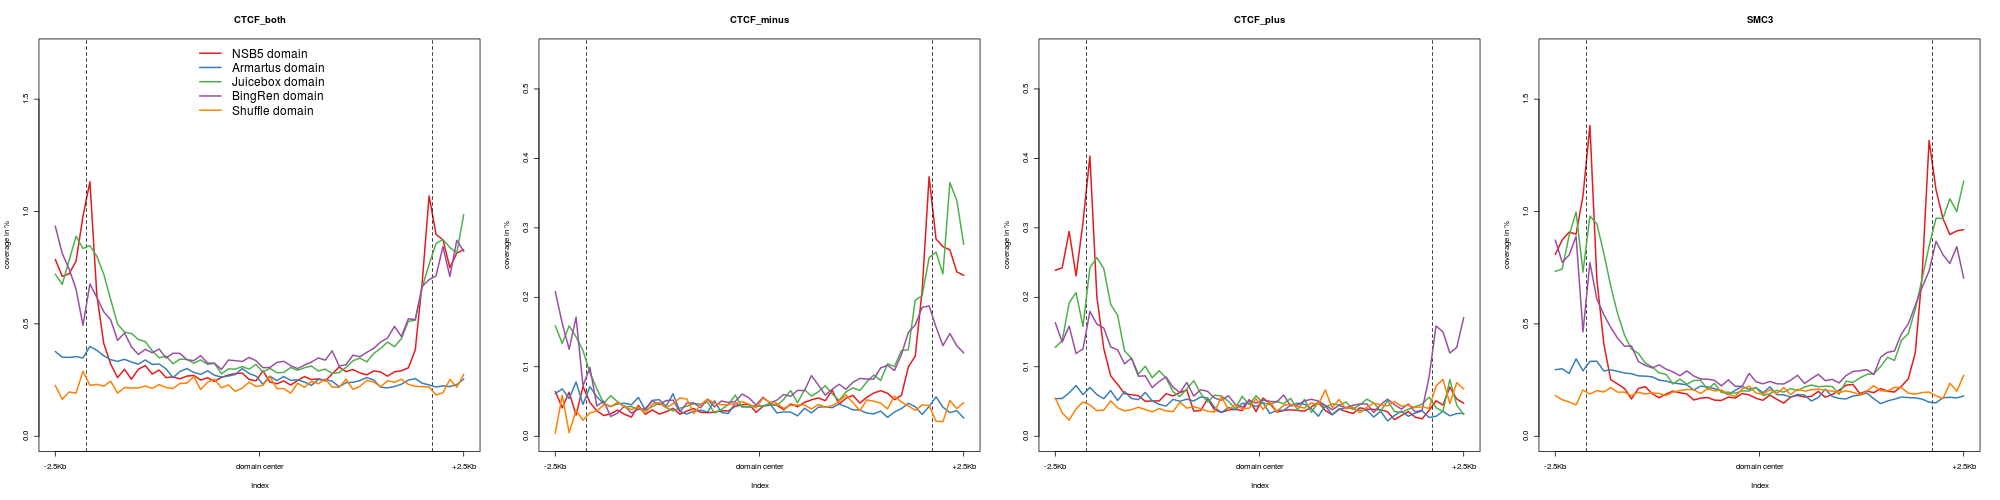 CTCF_both
NSB5 domain
Armartus domain
Juicebox domain
BingRen domain
Shuffle domain
coverage in %
0.0
0.5
1.0
1.5
-2.5Kb
domain center
+2.5Kb
Index
CTCF_minus
coverage in %
0.0
0.1
0.2
0.3
0.4
0.5
-2.5Kb
domain center
+2.5Kb
Index
CTCF_plus
coverage in %
0.0
0.1
0.2
0.3
0.4
0.5
-2.5Kb
domain center
+2.5Kb
Index
SMC3
coverage in %
0.0
0.5
1.0
1.5
-2.5Kb
domain center
+2.5Kb
Index